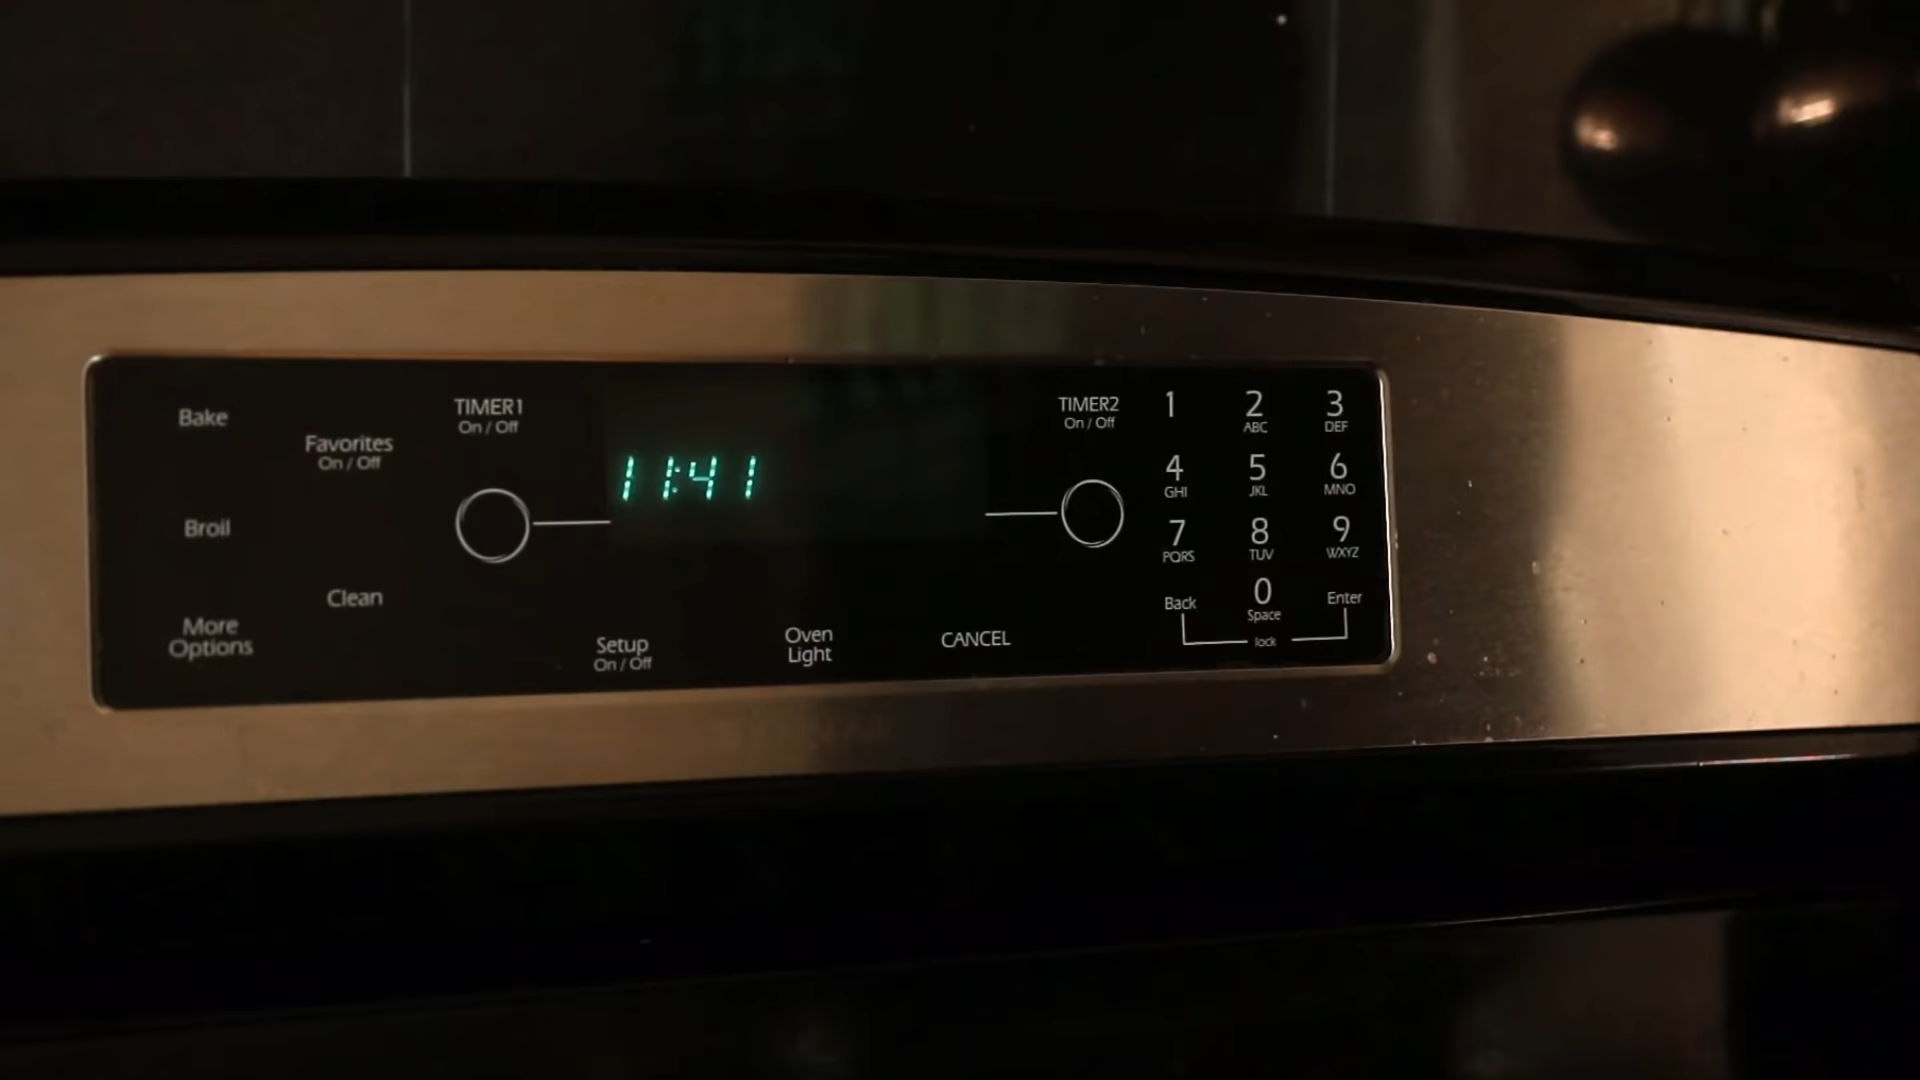 Bake
Favorites
On / Off
Broil
Clean
More
Options
TIMER1
On / Off
11:41
Setup
On / Off
Oven
Light
CANCEL
TIMER2
On / Off
1
2
ABC
3
DEF
4
GHI
5
JKL
6
MNO
7
PQRS
8
TUV
9
WXYZ
Back
0
Space
Enter
lock